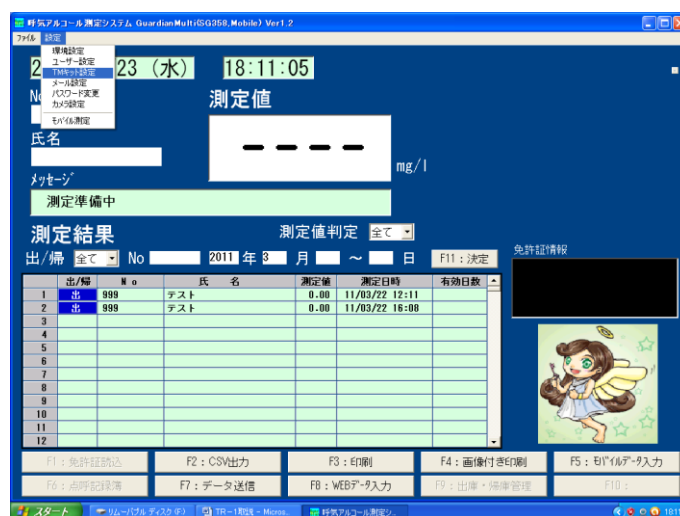 呼気アルコール測定システム GuardianMulti(SG358,Mobile) Ver1.2
ファイル 設定
環境設定
ユーザー設定
TMキット設定
メール設定
パスワード変更
カメラ設定
モバイル測定
2 23 (水) 18:11:05
No 測定値
氏名
---- mg/l
メッセージ
測定準備中
測定結果 測定値判定 全て
出/帰 全て No 2011 年 3 月 ～ 日 F11：決定
免許証情報
出/帰 No 氏 名 測定値 測定日時 有効日数
1 出 999 テスト 0.00 11/03/22 12:11
2 出 999 テスト 0.00 11/03/22 16:08
3
4
5
6
7
8
9
10
11
12
F1：免許証読込 F2：CSV出力 F3：印刷 F4：画像付き印刷 F5：モバイルデータ入力
F6：点呼記録簿 F7：データ送信 F8：WEBデータ入力 F9：出庫・帰庫管理 F10：
スタート リムーバブル ディスク (F:) TR-1取説 - Micros... 呼気アルコール測定シ...